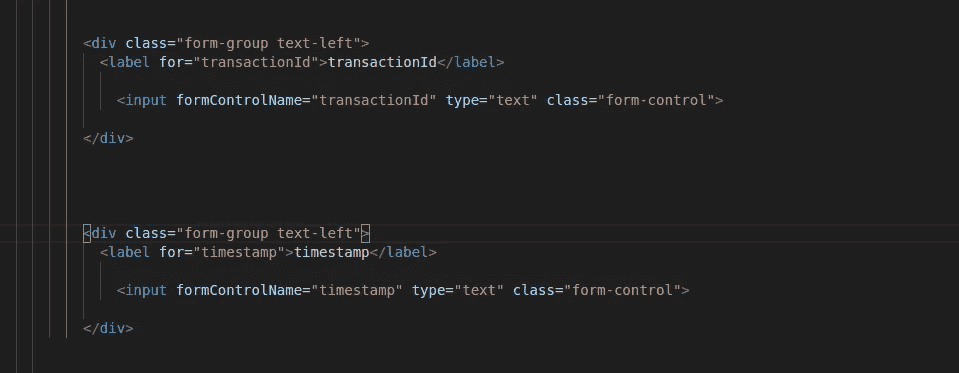 <div class="form-group text-left">
<label for="transactionId">transactionId</label>
<input formControlName="transactionId" type="text" class="form-control">
</div>
<div class="form-group text-left">
<label for="timestamp">timestamp</label>
<input formControlName="timestamp" type="text" class="form-control">
</div>